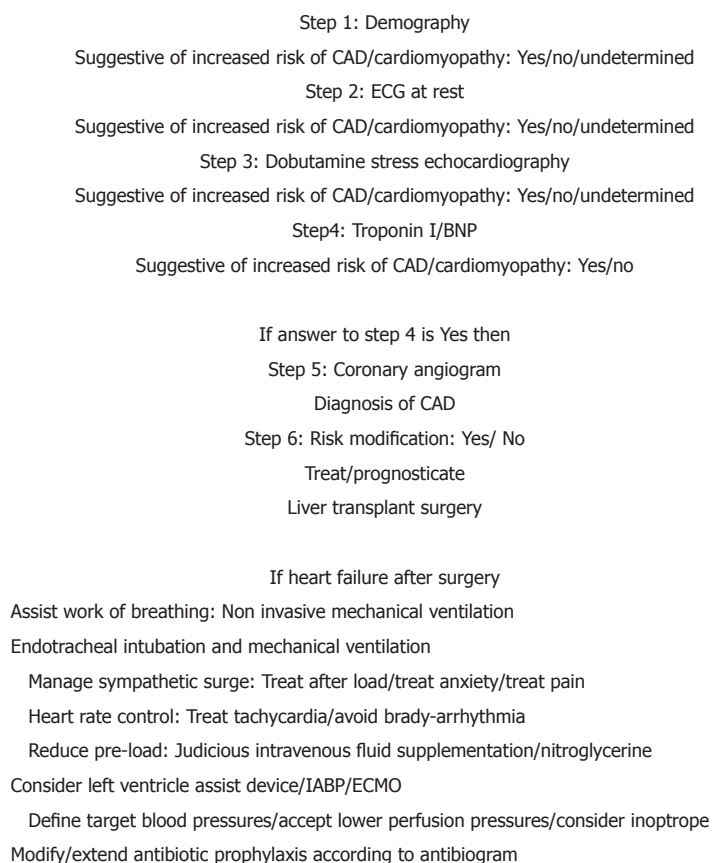 Step 1: Demography
Suggestive of increased risk of CAD/cardiomyopathy: Yes/no/undetermined
Step 2: ECG at rest
Suggestive of increased risk of CAD/cardiomyopathy: Yes/no/undetermined
Step 3: Dobutamine stress echocardiography
Suggestive of increased risk of CAD/cardiomyopathy: Yes/no/undetermined
Step4: Troponin I/BNP
Suggestive of increased risk of CAD/cardiomyopathy: Yes/no
If answer to step 4 is Yes then
Step 5: Coronary angiogram
Diagnosis of CAD
Step 6: Risk modification: Yes/ No
Treat/prognosticate
Liver transplant surgery
If heart failure after surgery
Assist work of breathing: Non invasive mechanical ventilation
Endotracheal intubation and mechanical ventilation
Manage sympathetic surge: Treat after load/treat anxiety/treat pain
Heart rate control: Treat tachycardia/avoid brady-arrhythmia
Reduce pre-load: Judicious intravenous fluid supplementation/nitroglycerine
Consider left ventricle assist device/IABP/ECMO
Define target blood pressures/accept lower perfusion pressures/consider inoptrope
Modify/extend antibiotic prophylaxis according to antibiogram